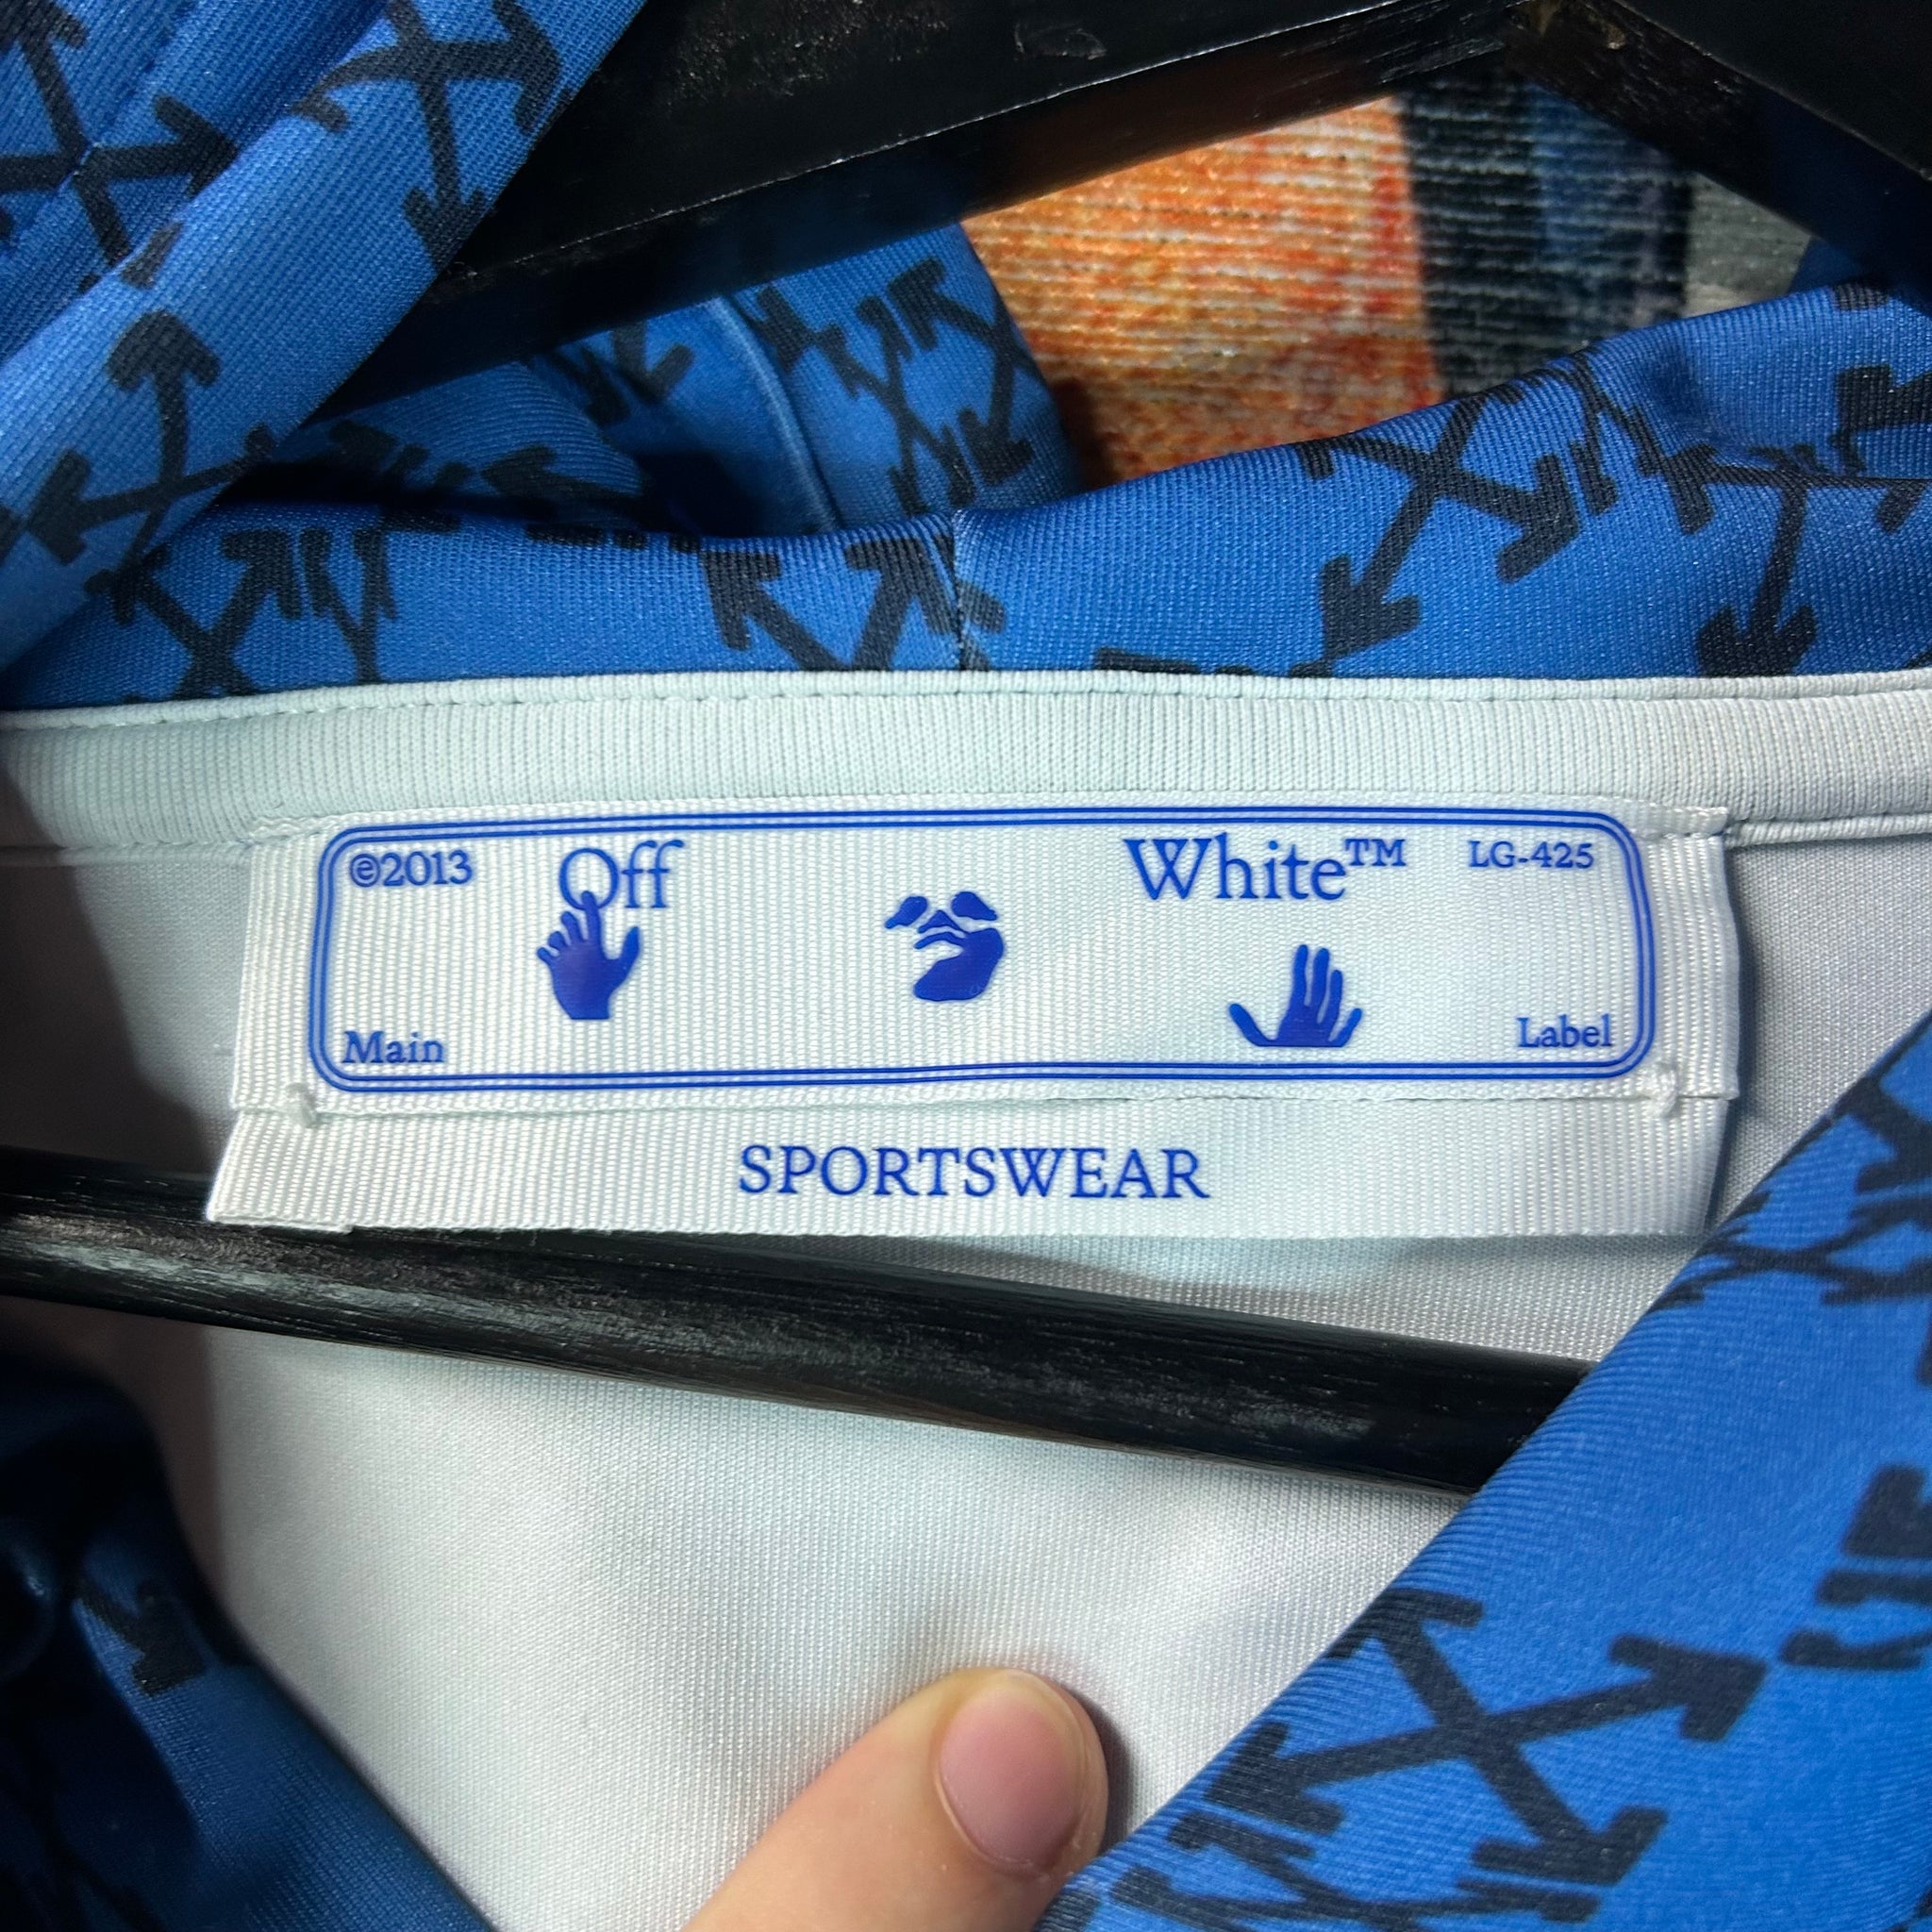 ©2013 Off White™ LG-425
Main Label
SPORTSWEAR